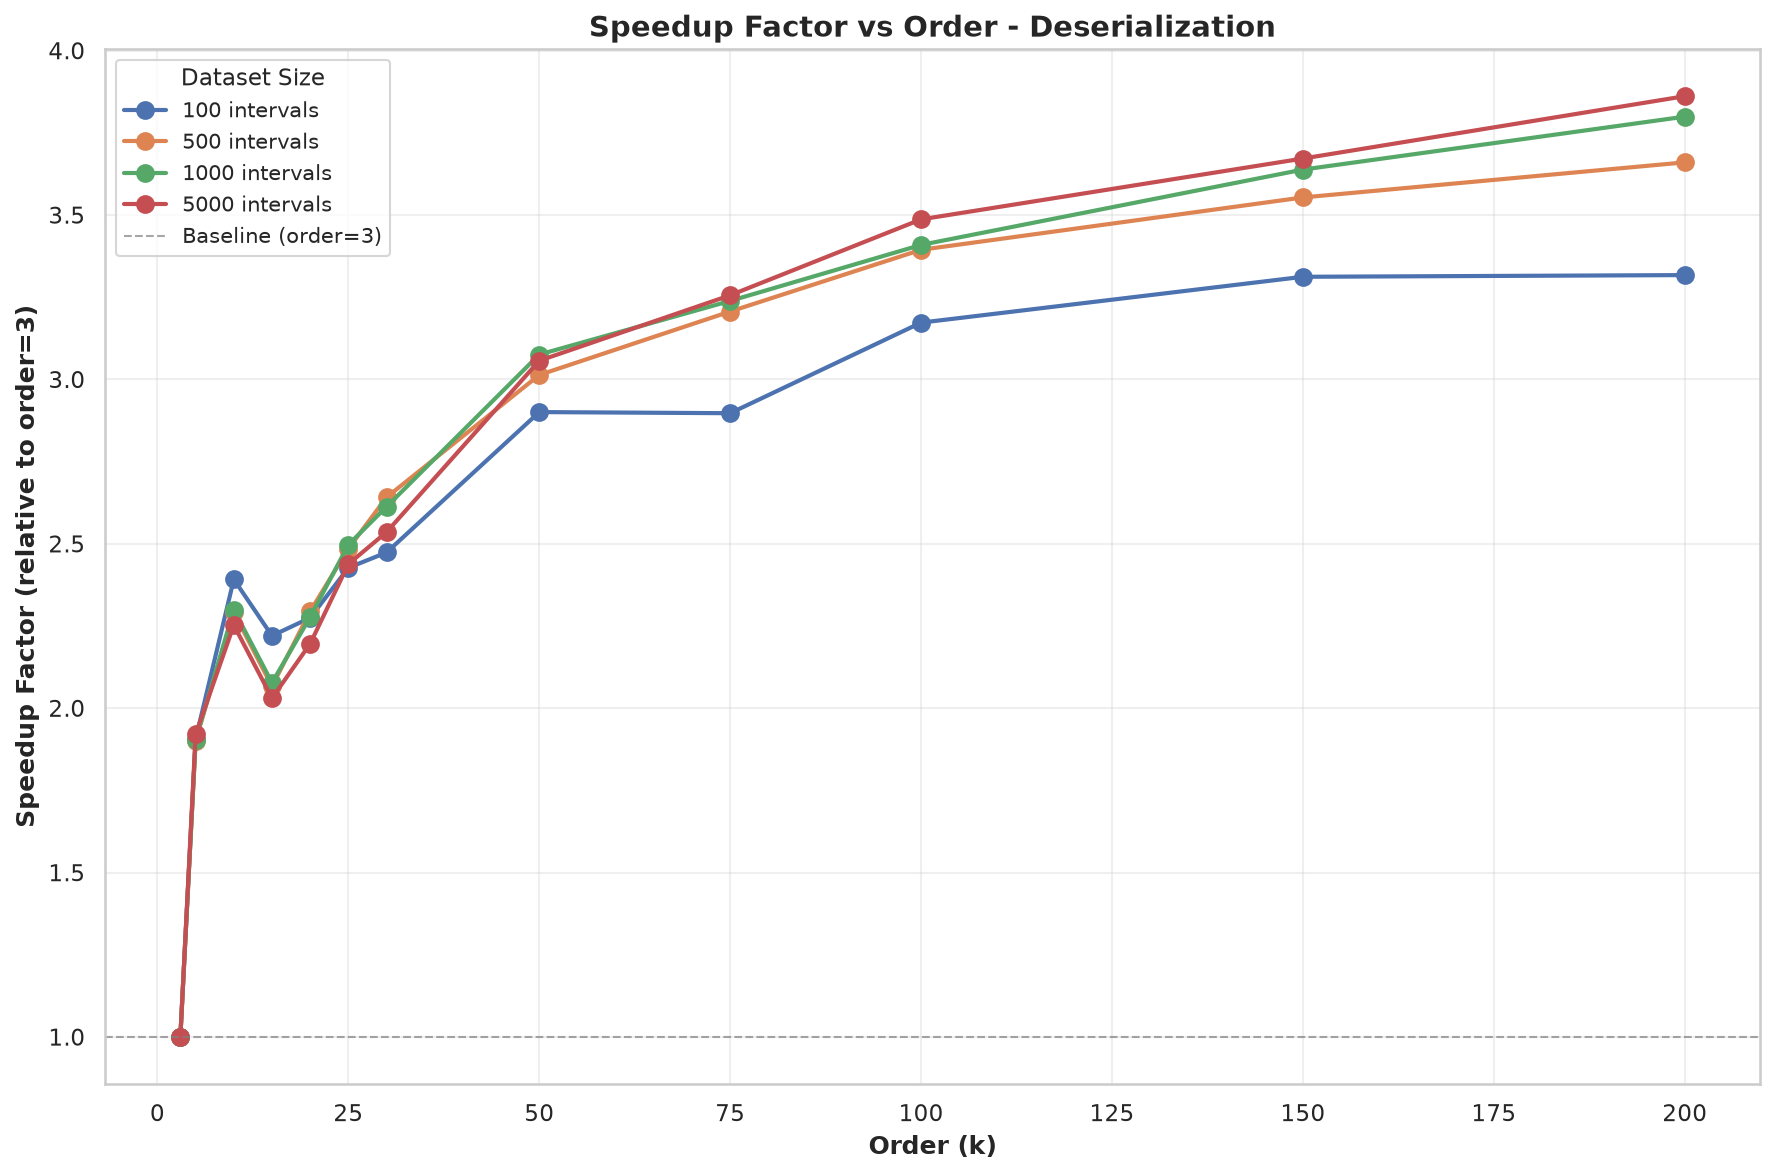 Speedup Factor vs Order - Deserialization
Dataset Size
100 intervals
500 intervals
1000 intervals
5000 intervals
Baseline (order=3)
Speedup Factor (relative to order=3)
4.0
3.5
3.0
2.5
2.0
1.5
1.0
0 25 50 75 100 125 150 175 200
Order (k)